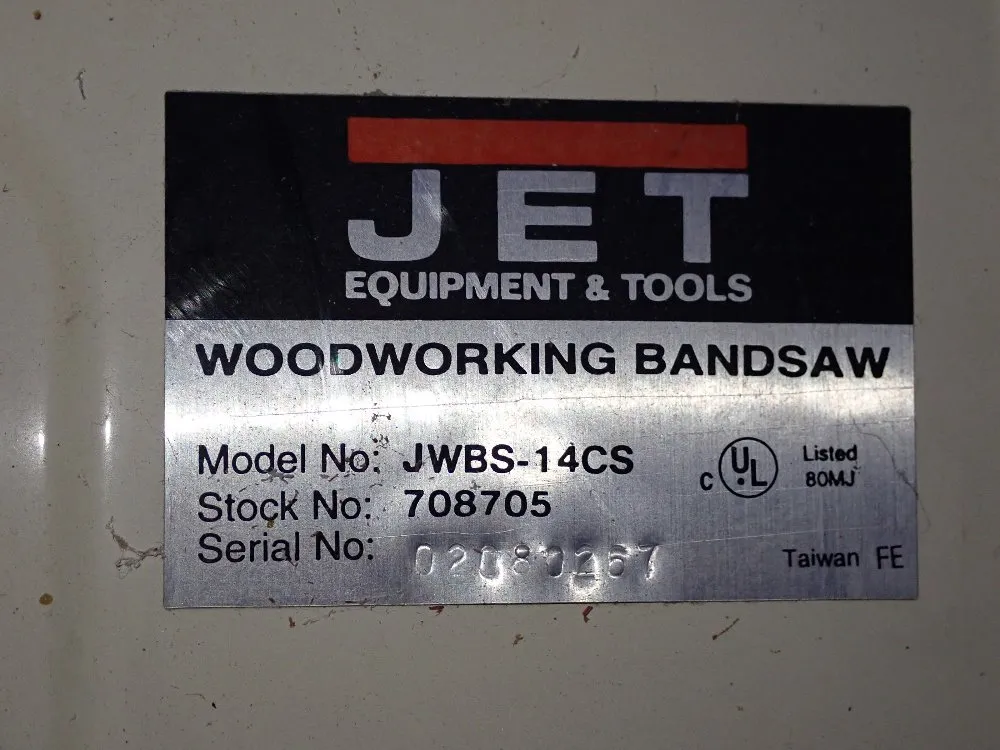 JET
EQUIPMENT & TOOLS
WOODWORKING BANDSAW
Model No: JWBS-14CS
Stock No: 708705
Serial No: 02080267
C UL Listed
80MJ
Taiwan FE